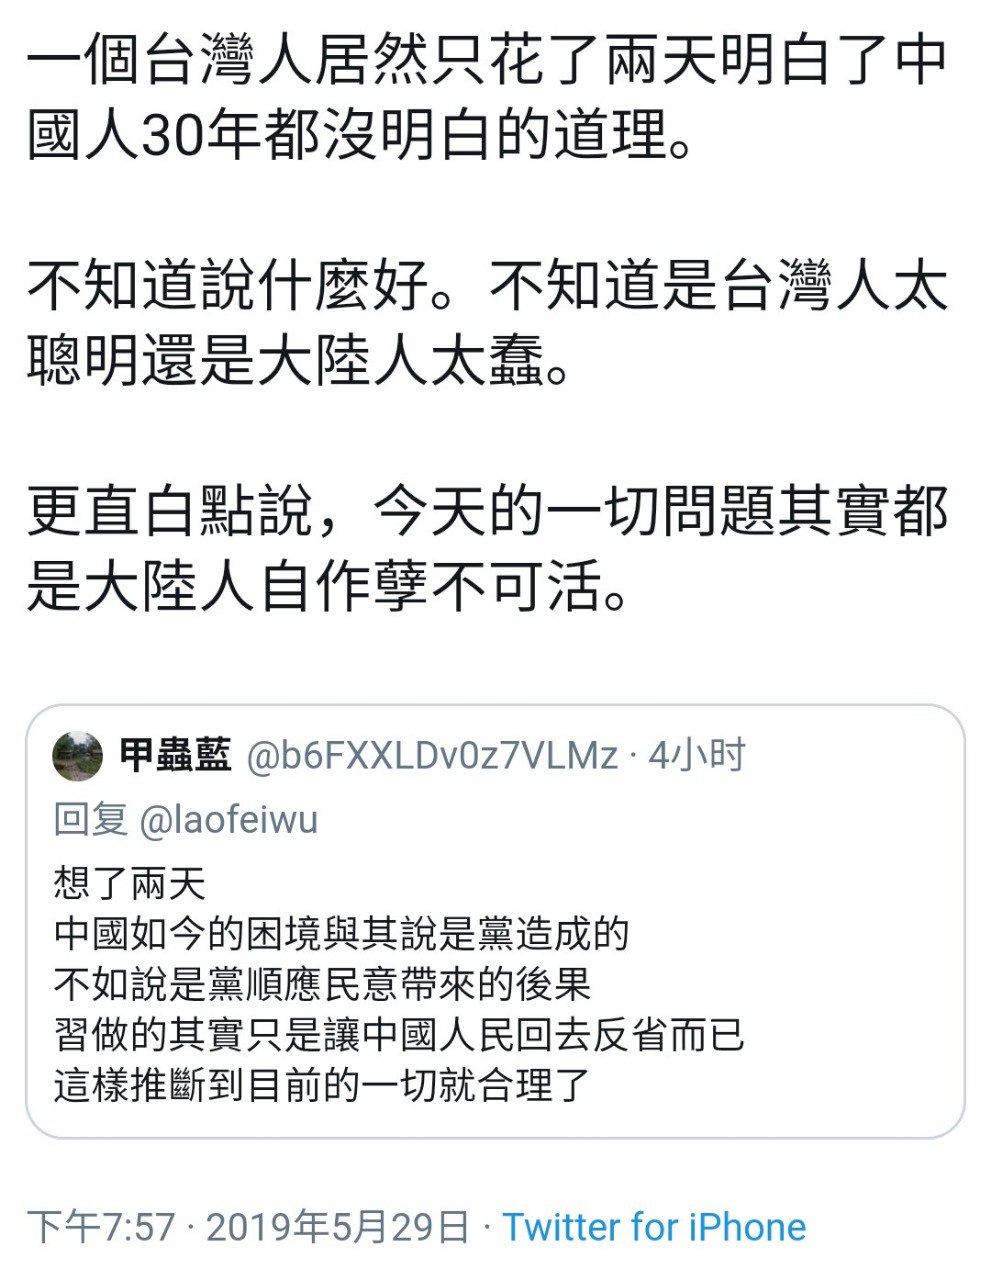 一個台灣人居然只花了兩天明白了中
國人30年都沒明白的道理。
不知道說什麼好。不知道是台灣人太
聰明還是大陸人太蠢。
更直白點說，今天的一切問題其實都
是大陸人自作孽不可活。
甲蟲藍 @b6FXXLDv0z7VLMz · 4小时
回复 @laofeiwu
想了兩天
中國如今的困境與其說是黨造成的
不如說是黨順應民意帶來的後果
習做的其實只是讓中國人民回去反省而已
這樣推斷到目前的一切就合理了
下午7:57 · 2019年5月29日 · Twitter for iPhone